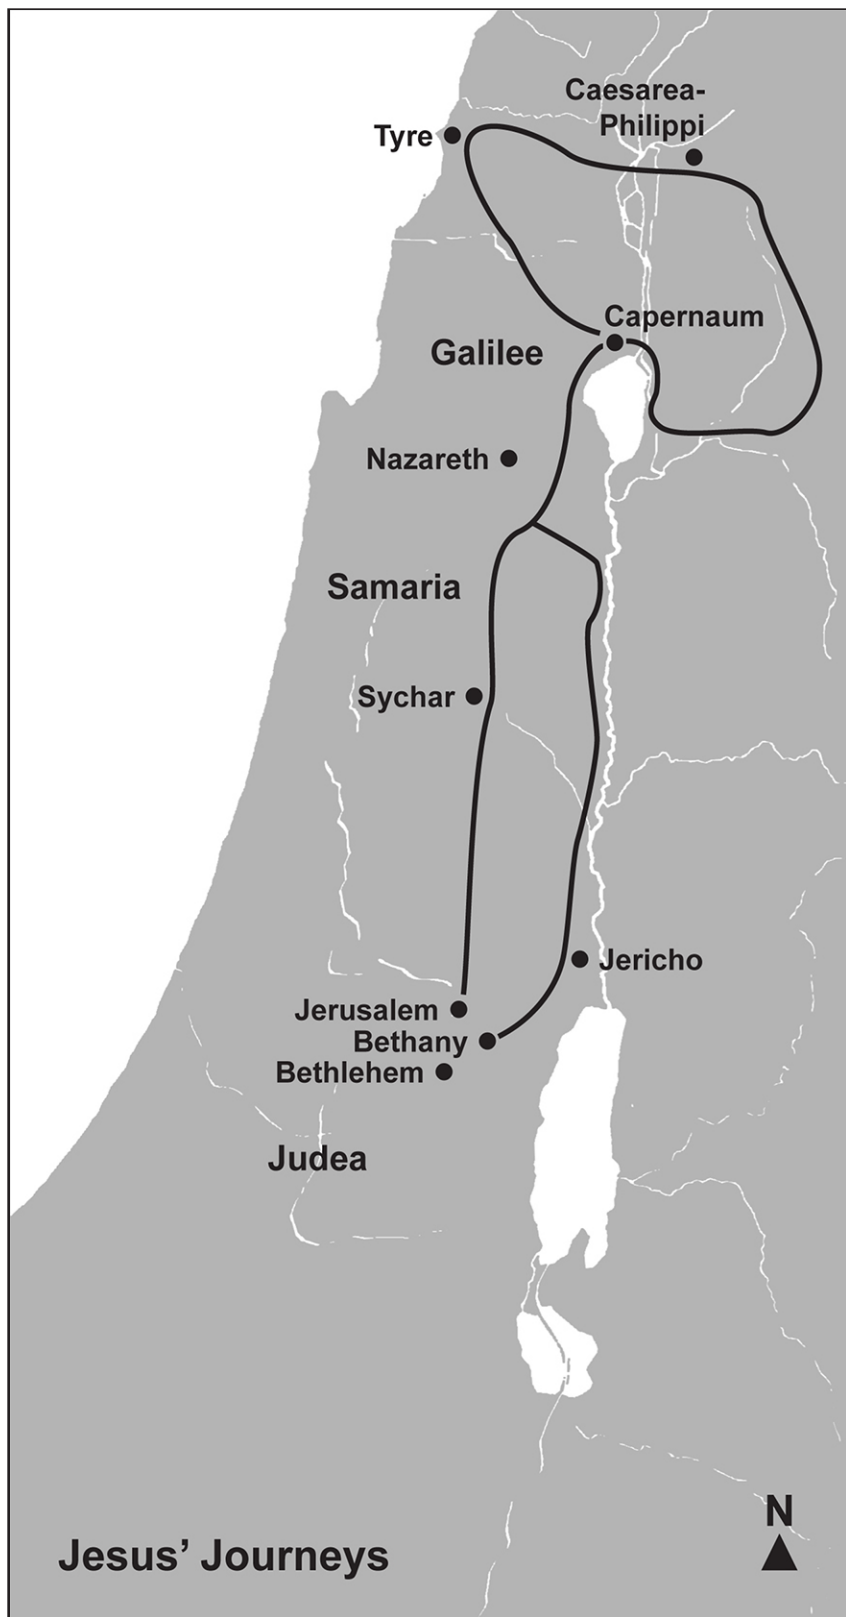 Caesarea-
Philippi
Tyre
Capernaum
Galilee
Nazareth
Samaria
Sychar
Jericho
Jerusalem
Bethany
Bethlehem
Judea
N
Jesus’ Journeys